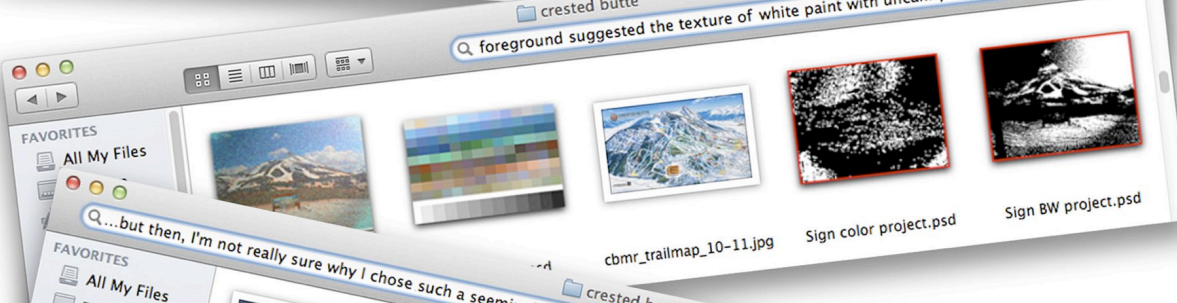 crested butte
foreground suggested the texture of white paint with
FAVORITES
All My Files
cbmr_trailmap_10-11.jpg
Sign color project.psd
Sign BW project.psd
...but then, I'm not really sure why I chose such a
FAVORITES
All My Files
crested